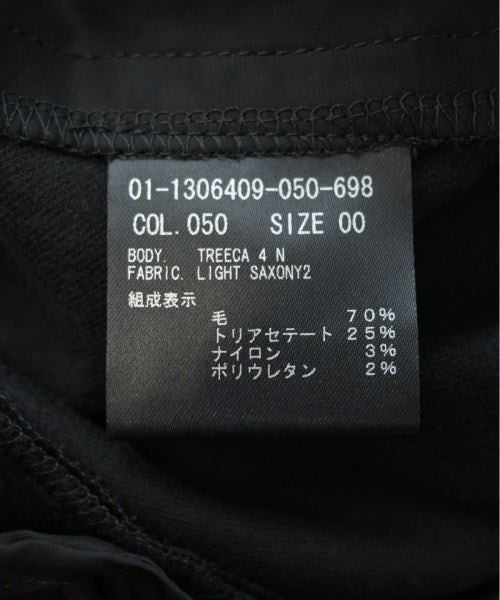 01-1306409-050-698
COL. 050 SIZE 00
BODY. TREECA 4 N
FABRIC. LIGHT SAXONY2
組成表示
毛 70%
トリアセテート 25%
ナイロン 3%
ポリウレタン 2%